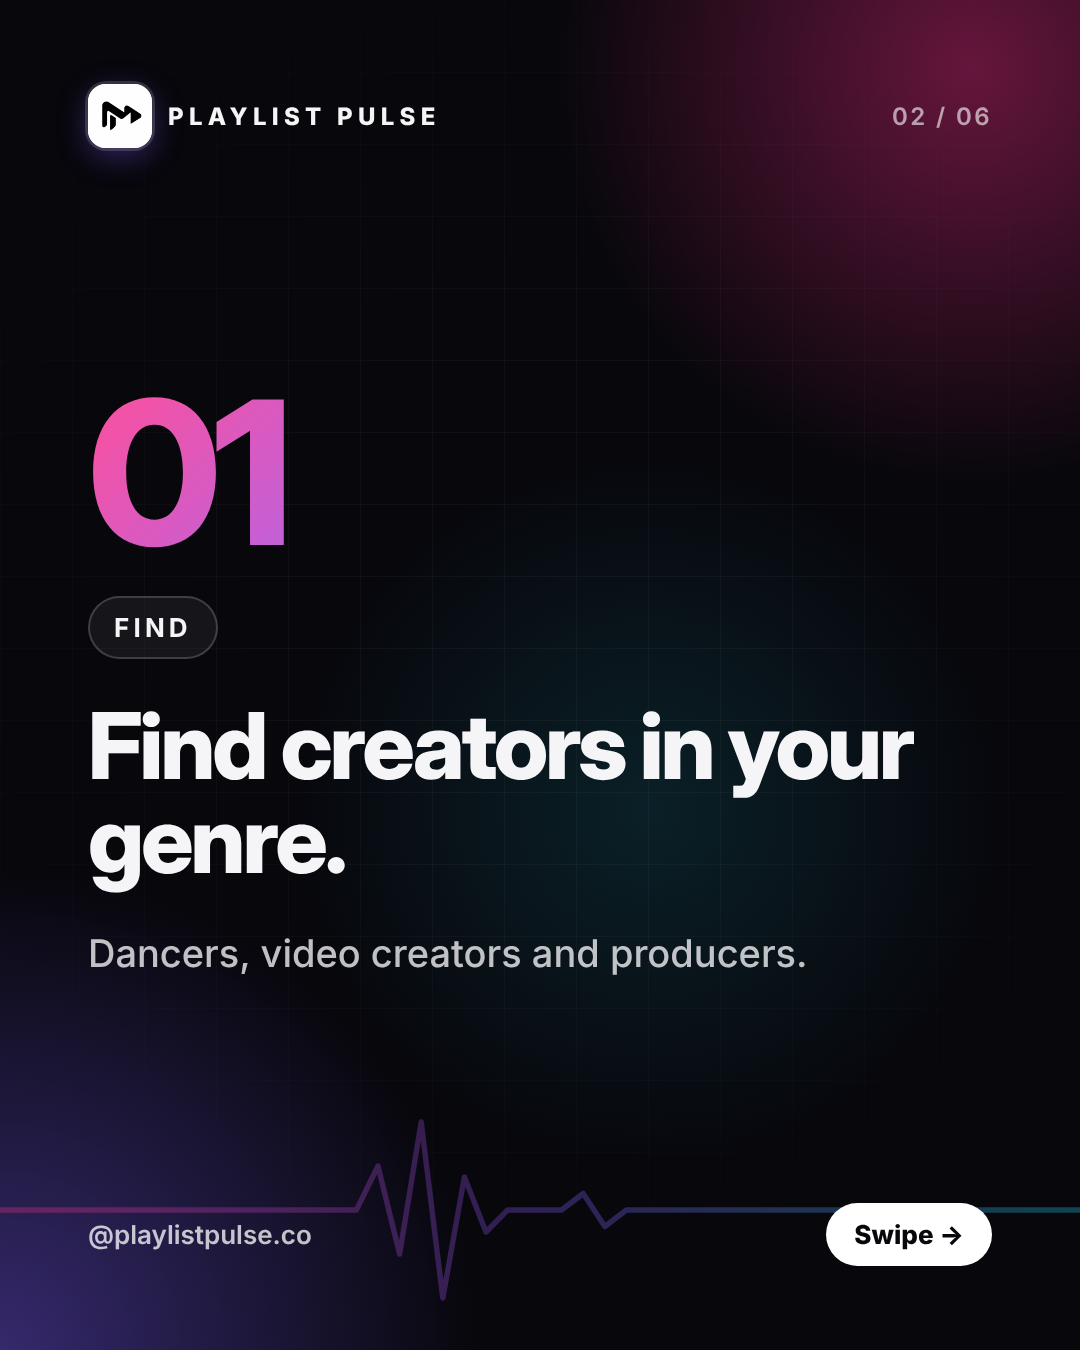 PLAYLIST PULSE
02 / 06
01
FIND
Find creators in your
genre.
Dancers, video creators and producers.
@playlistpulse.co
Swipe →